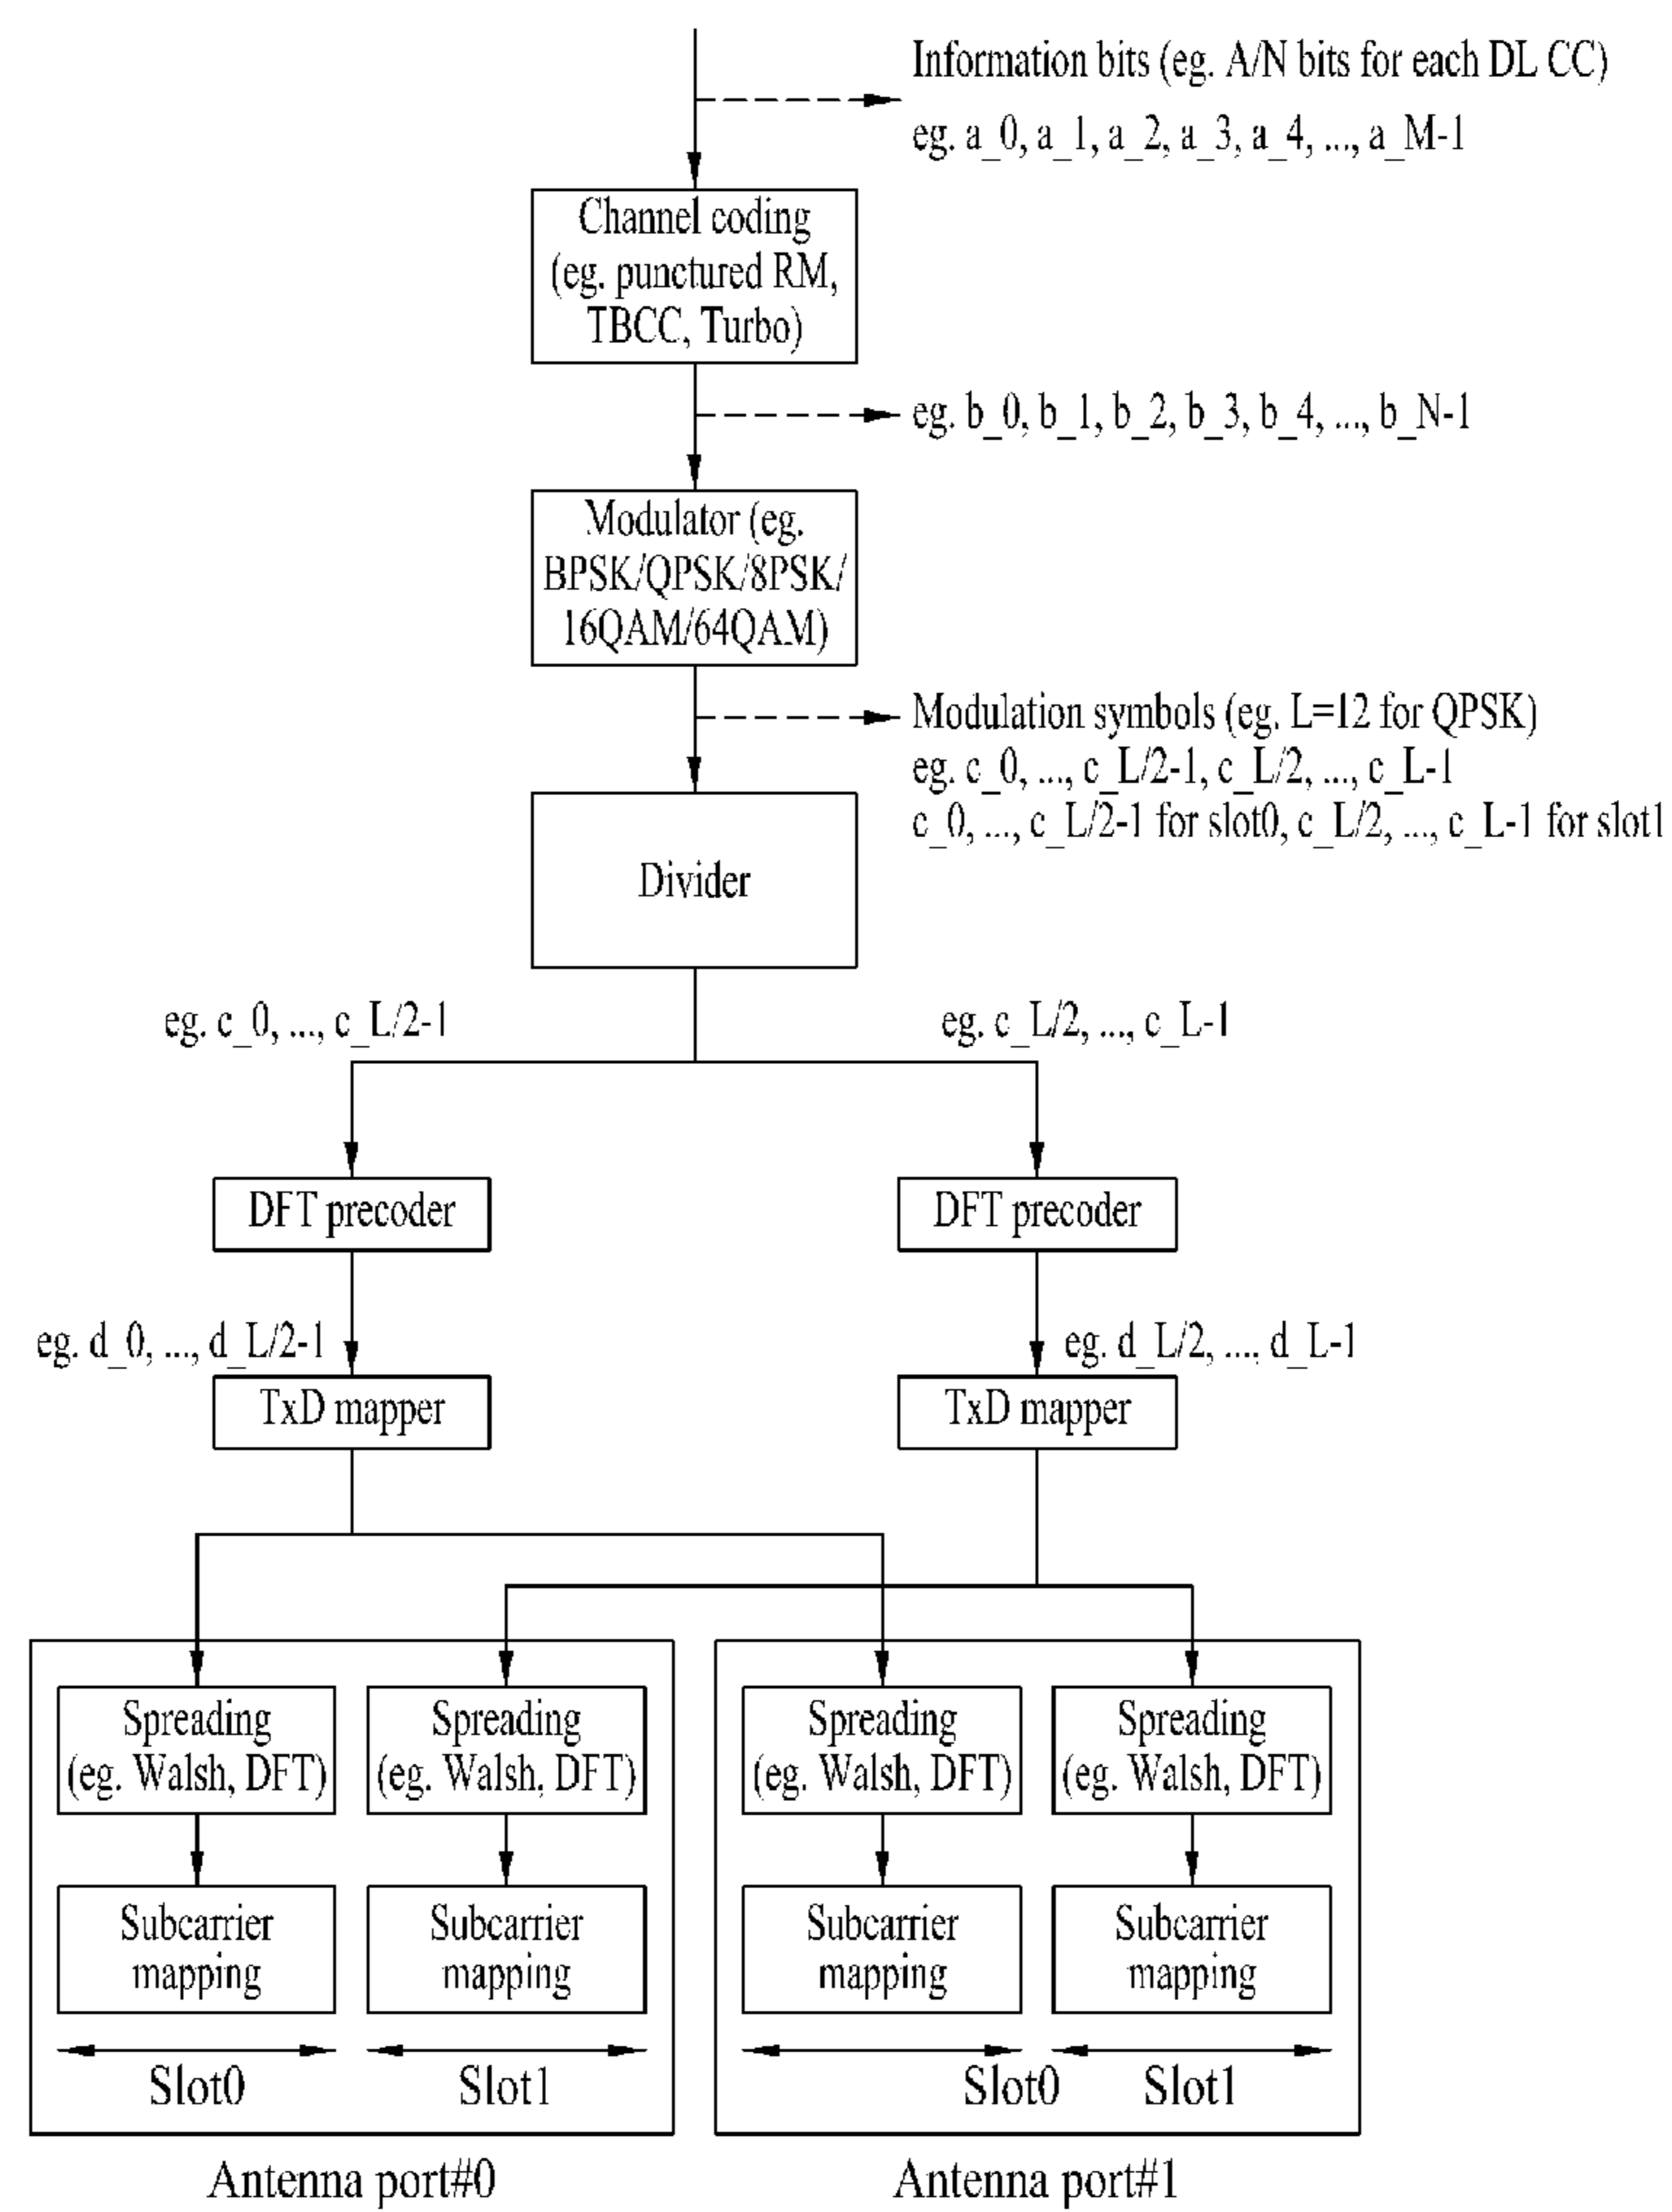 Information bits (eg. A/N bits for each DL CC)
eg. a_0, a_1, a_2, a_3, a_4, ..., a_M-1
Channel coding
(eg. punctured RM,
TBCC, Turbo)
eg. b_0, b_1, b_2, b_3, b_4, ..., b_N-1
Modulator (eg.
BPSK/QPSK/8PSK/
16QAM/64QAM)
Modulation symbols (eg. L=12 for QPSK)
eg. c_0, ..., c_L/2-1, c_L/2, ..., c_L-1
c_0, ..., c_L/2-1 for slot0, c_L/2, ..., c_L-1 for slot1
Divider
eg. c_0, ..., c_L/2-1
eg. c_L/2, ..., c_L-1
DFT precoder
DFT precoder
eg. d_0, ..., d_L/2-1
eg. d_L/2, ..., d_L-1
TxD mapper
TxD mapper
Spreading
(eg. Walsh, DFT)
Spreading
(eg. Walsh, DFT)
Spreading
(eg. Walsh, DFT)
Spreading
(eg. Walsh, DFT)
Subcarrier
mapping
Subcarrier
mapping
Subcarrier
mapping
Subcarrier
mapping
Slot0
Slot1
Slot0
Slot1
Antenna port#0
Antenna port#1